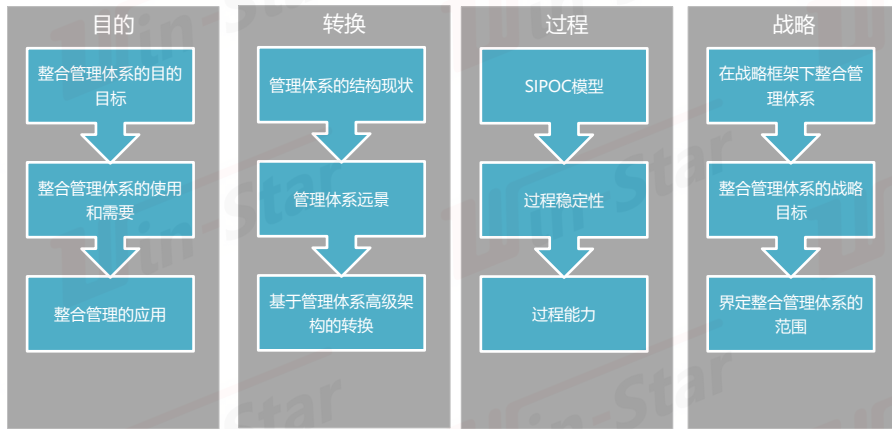 目的
整合管理体系的目的
目标
整合管理体系的使用
和需要
整合管理的应用
转换
管理体系的结构现状
管理体系远景
基于管理体系高级架
构的转换
过程
SIPOC模型
过程稳定性
过程能力
战略
在战略框架下整合管
理体系
整合管理体系的战略
目标
界定整合管理体系的
范围